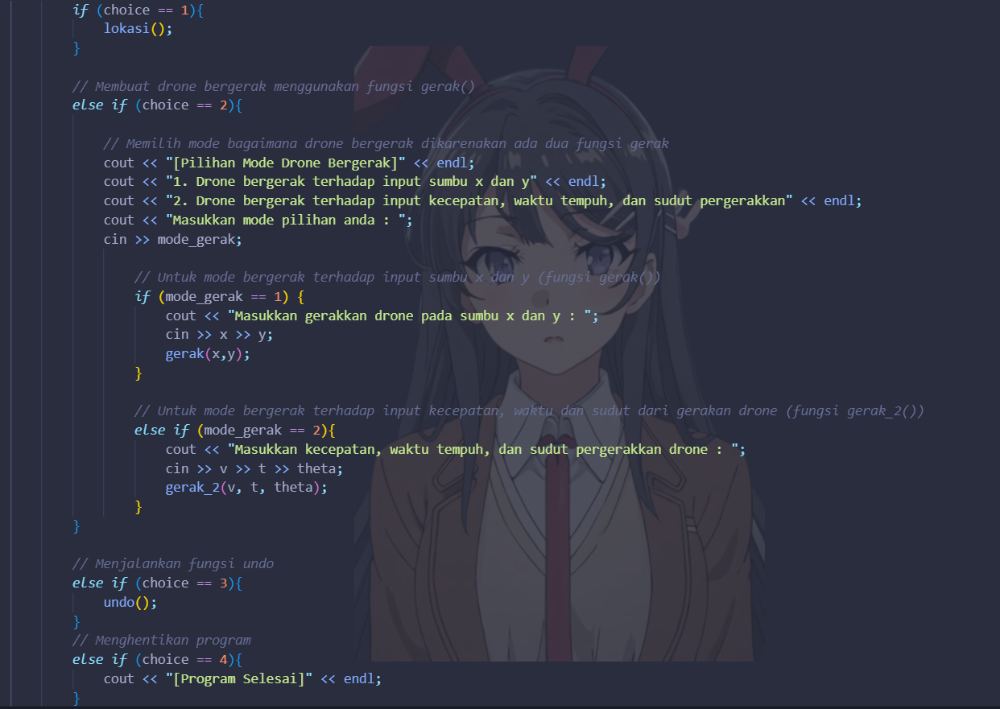 if (choice == 1){
lokasi();
}
// Membuat drone bergerak menggunakan fungsi gerak()
else if (choice == 2){
// Memilih mode bagaimana drone bergerak dikarenakan ada dua fungsi gerak
cout << "[Pilihan Mode Drone Bergerak]" << endl;
cout << "1. Drone bergerak terhadap input sumbu x dan y" << endl;
cout << "2. Drone bergerak terhadap input kecepatan, waktu tempuh, dan sudut pergerakkan" << endl;
cout << "Masukkan mode pilihan anda : ";
cin >> mode_gerak;
// Untuk mode bergerak terhadap input sumbu x dan y (fungsi gerak())
if (mode_gerak == 1) {
cout << "Masukkan gerakkan drone pada sumbu x dan y : ";
cin >> x >> y;
gerak(x,y);
}
// Untuk mode bergerak terhadap input kecepatan, waktu dan sudut dari gerakan drone (fungsi gerak_2())
else if (mode_gerak == 2){
cout << "Masukkan kecepatan, waktu tempuh, dan sudut pergerakkan drone : ";
cin >> v >> t >> theta;
gerak_2(v, t, theta);
}
}
// Menjalankan fungsi undo
else if (choice == 3){
undo();
}
// Menghentikan program
else if (choice == 4){
cout << "[Program Selesai]" << endl;
}